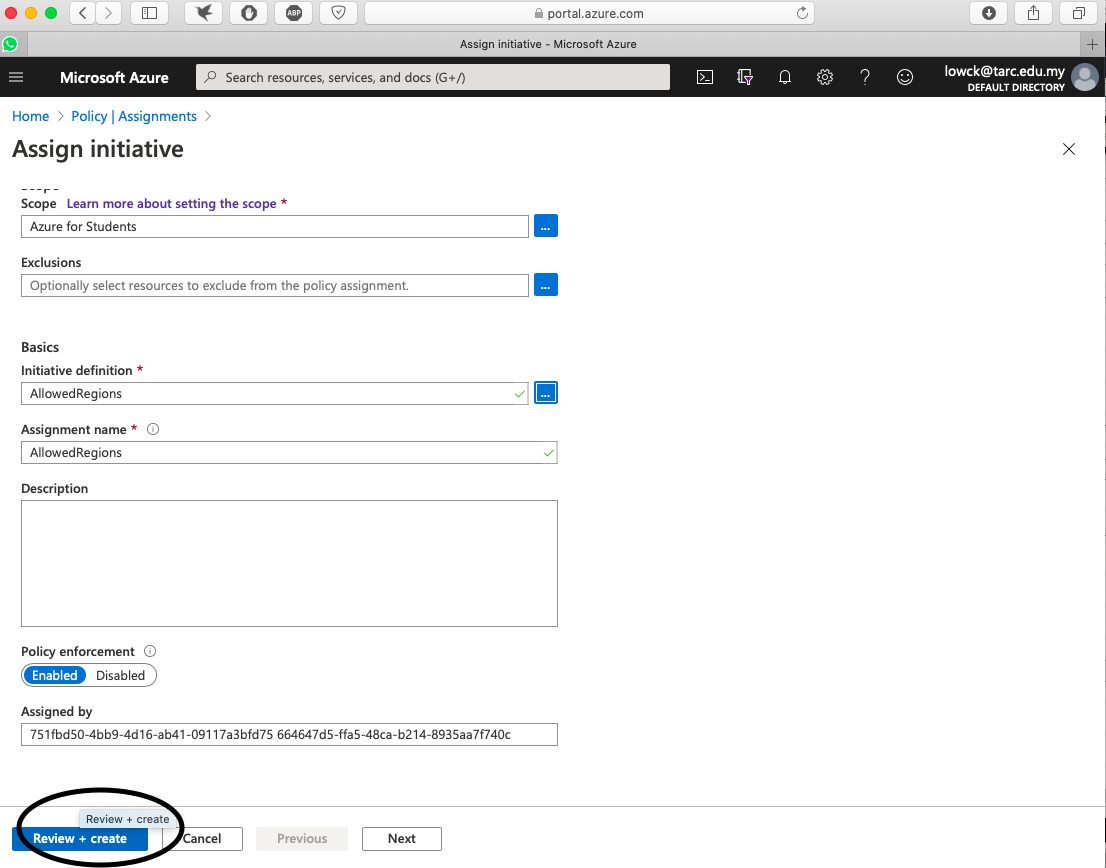 ABP
portal.azure.com
Assign initiative - Microsoft Azure
Microsoft Azure
Search resources, services, and docs (G+/)
lowck@tarc.edu.my
DEFAULT DIRECTORY
Home > Policy | Assignments >
Assign initiative
Scope
Scope Learn more about setting the scope *
Azure for Students
...
Exclusions
Optionally select resources to exclude from the policy assignment.
...
Basics
Initiative definition *
AllowedRegions
...
Assignment name *
AllowedRegions
Description
Policy enforcement
Enabled Disabled
Assigned by
751fbd50-4bb9-4d16-ab41-09117a3bfd75 664647d5-ffa5-48ca-b214-8935aa7f740c
Review + create
Review + create Cancel Previous Next